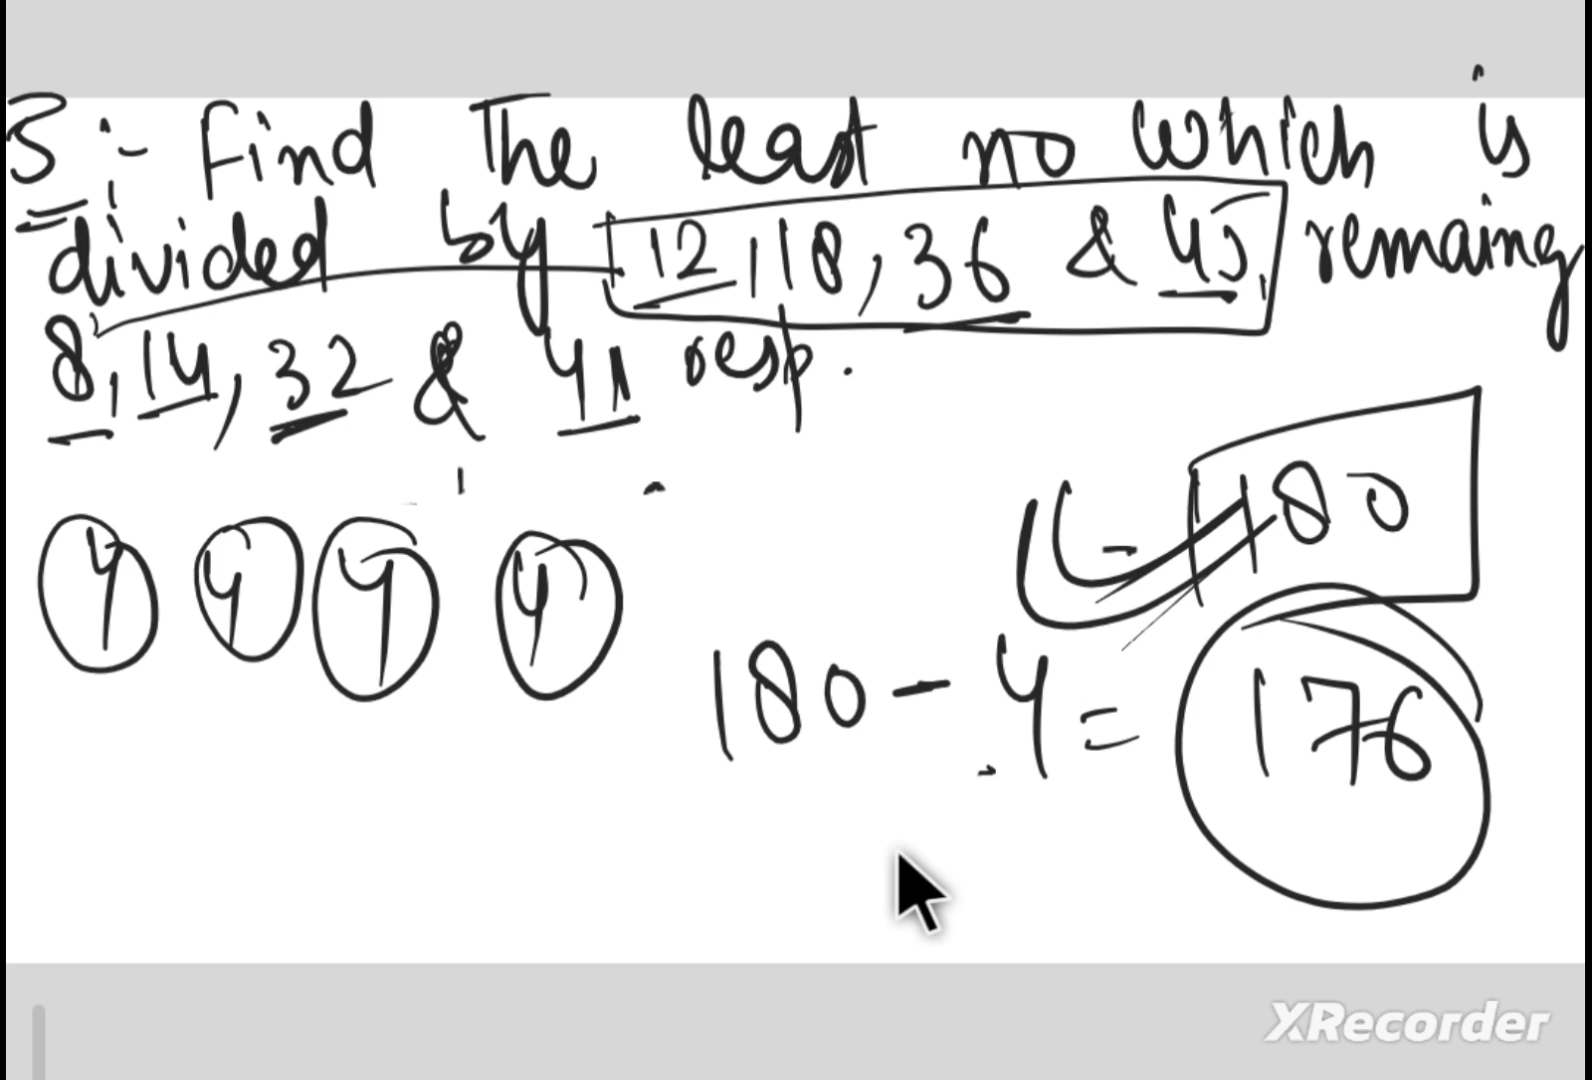 5:- Find the least no which is
divided by 12, 18, 36 & 45, remaing
8, 14, 32 & 41 resp.
4 4 4 4
L - 180
180 - 4 = 176
XRecorder